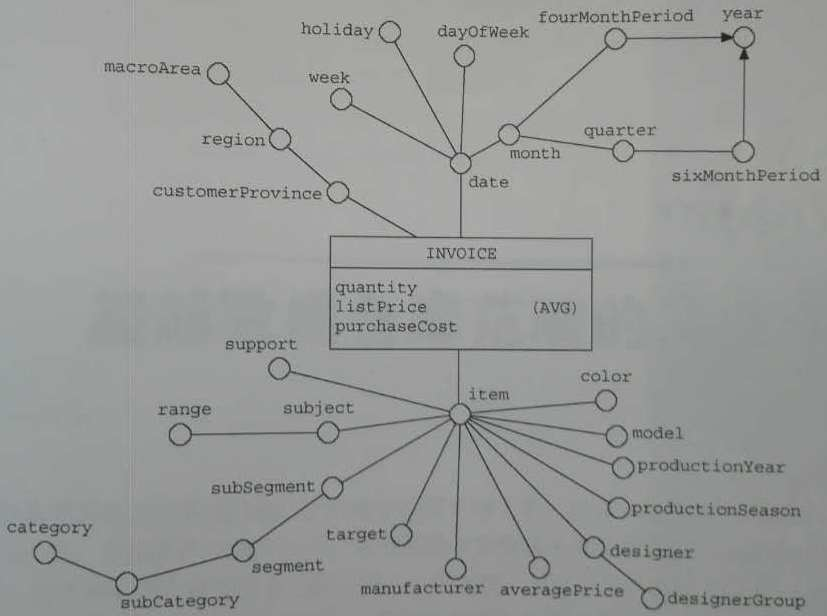 holiday
dayOfWeek
fourMonthPeriod
year
macroArea
week
region
month
quarter
customerProvince
date
sixMonthPeriod
INVOICE
quantity
listPrice (AVG)
purchaseCost
support
item
color
range
subject
model
productionYear
subSegment
productionSeason
category
target
designer
segment
manufacturer
averagePrice
subCategory
designerGroup